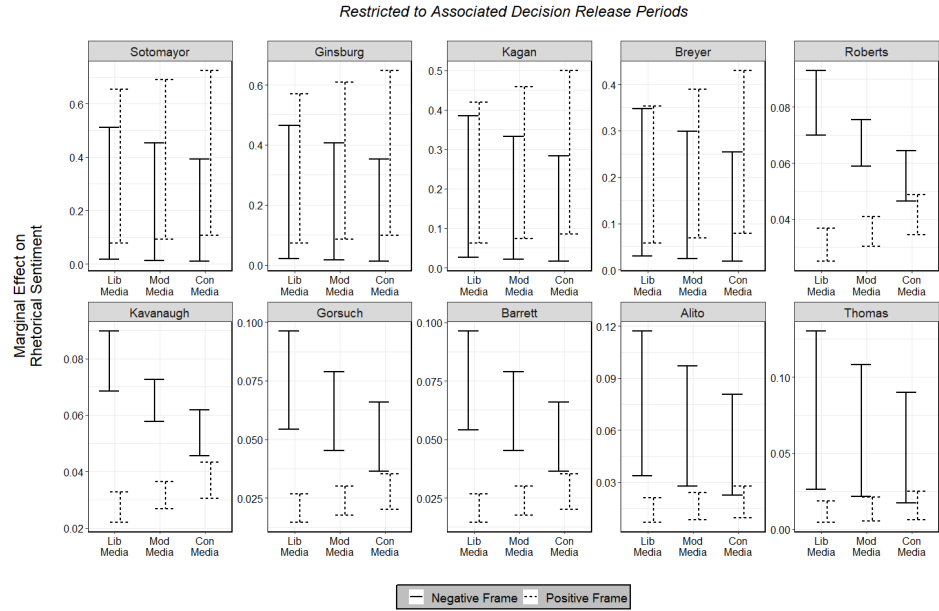 Restricted to Associated Decision Release Periods
Marginal Effect on
Rhetorical Sentiment
Sotomayor
0.6
0.4
0.2
0.0
Lib
Media
Mod
Media
Con
Media
Ginsburg
0.6
0.4
0.2
0.0
Lib
Media
Mod
Media
Con
Media
Kagan
0.5
0.4
0.3
0.2
0.1
0.0
Lib
Media
Mod
Media
Con
Media
Breyer
0.4
0.3
0.2
0.1
0.0
Lib
Media
Mod
Media
Con
Media
Roberts
0.08
0.06
0.04
Lib
Media
Mod
Media
Con
Media
Kavanaugh
0.08
0.06
0.04
0.02
Lib
Media
Mod
Media
Con
Media
Gorsuch
0.100
0.075
0.050
0.025
Lib
Media
Mod
Media
Con
Media
Barrett
0.100
0.075
0.050
0.025
Lib
Media
Mod
Media
Con
Media
Alito
0.12
0.09
0.06
0.03
Lib
Media
Mod
Media
Con
Media
Thomas
0.10
0.05
0.00
Lib
Media
Mod
Media
Con
Media
Negative Frame
Positive Frame